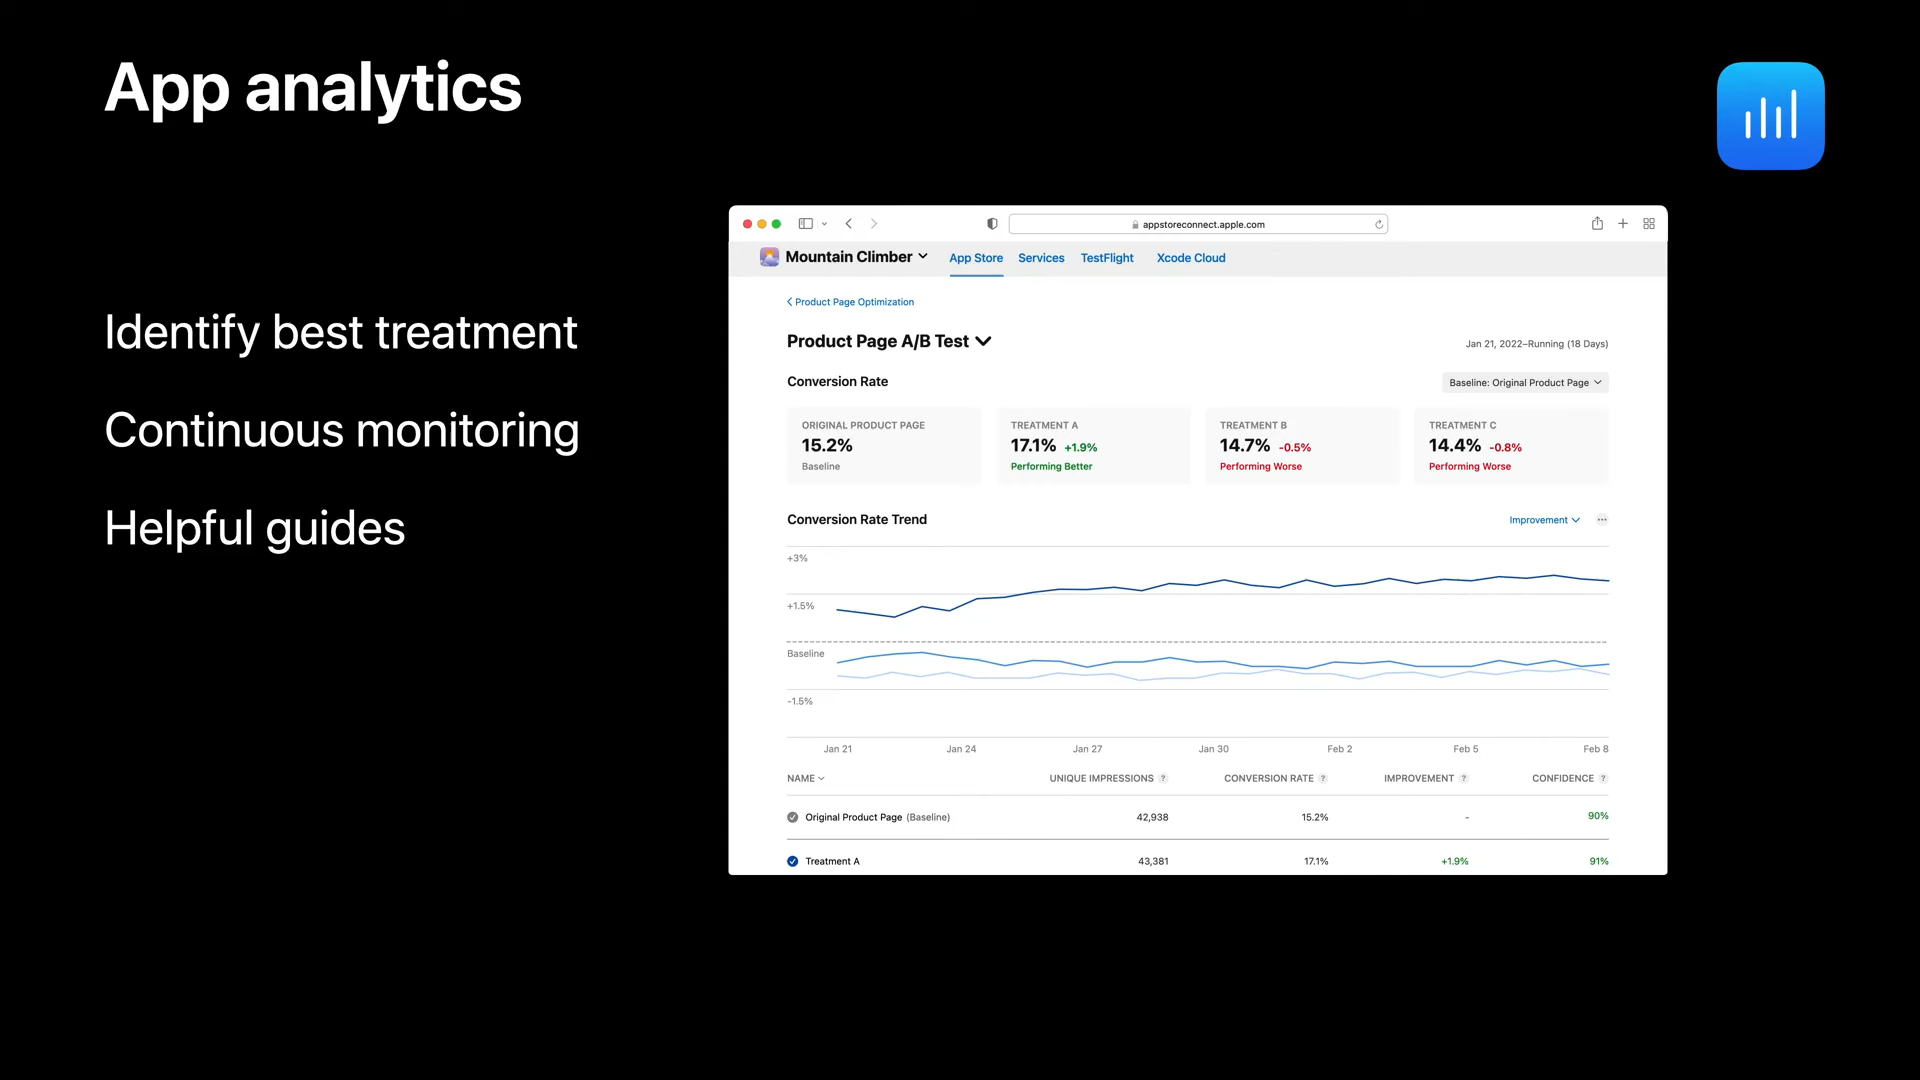 App analytics
Identify best treatment
Continuous monitoring
Helpful guides
appstoreconnect.apple.com
Mountain Climber App Store Services TestFlight Xcode Cloud
Product Page Optimization
Product Page A/B Test
Jan 21, 2022–Running (18 Days)
Conversion Rate
Baseline: Original Product Page
ORIGINAL PRODUCT PAGE
15.2%
Baseline
TREATMENT A
17.1% +1.9%
Performing Better
TREATMENT B
14.7% -0.5%
Performing Worse
TREATMENT C
14.4% -0.8%
Performing Worse
Conversion Rate Trend
Improvement
+3%
+1.5%
Baseline
-1.5%
Jan 21 Jan 24 Jan 27 Jan 30 Feb 2 Feb 5 Feb 8
NAME UNIQUE IMPRESSIONS ? CONVERSION RATE ? IMPROVEMENT ? CONFIDENCE ?
Original Product Page (Baseline) 42,938 15.2% - 90%
Treatment A 43,381 17.1% +1.9% 91%